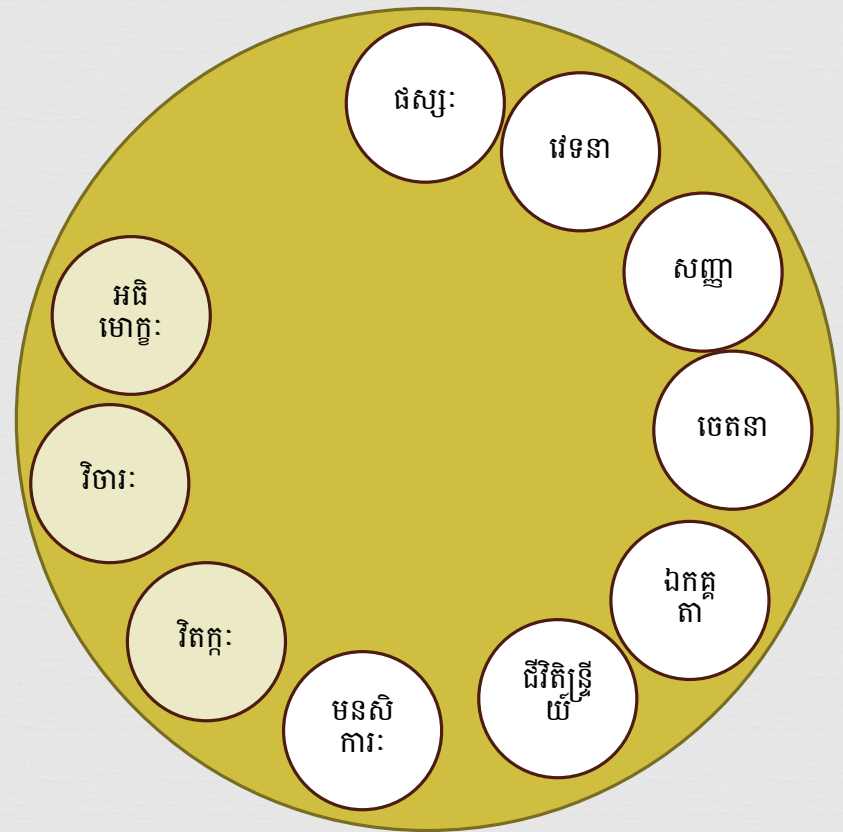 ផស្សៈ
វេទនា
សញ្ញា
ចេតនា
ឯកគ្គ
តា
ជីវិតិន្ទ្រី
យ៍
មនសិ
ការៈ
វិតក្កៈ
វិចារៈ
អធិ
មោក្ខៈ